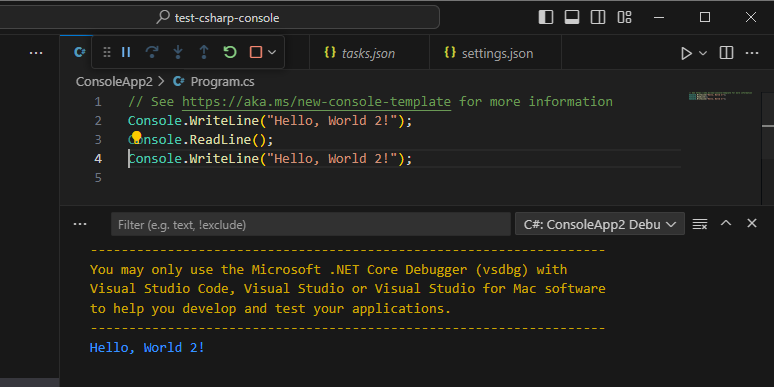 test-csharp-console
tasks.json
settings.json
ConsoleApp2 > Program.cs
1 // See https://aka.ms/new-console-template for more information
2 Console.WriteLine("Hello, World 2!");
3 Console.ReadLine();
4 Console.WriteLine("Hello, World 2!");
5
Filter (e.g. text, !exclude)
C#: ConsoleApp2 Debu
-------------------------------------------------------------------
You may only use the Microsoft .NET Core Debugger (vsdbg) with
Visual Studio Code, Visual Studio or Visual Studio for Mac software
to help you develop and test your applications.
-------------------------------------------------------------------
Hello, World 2!